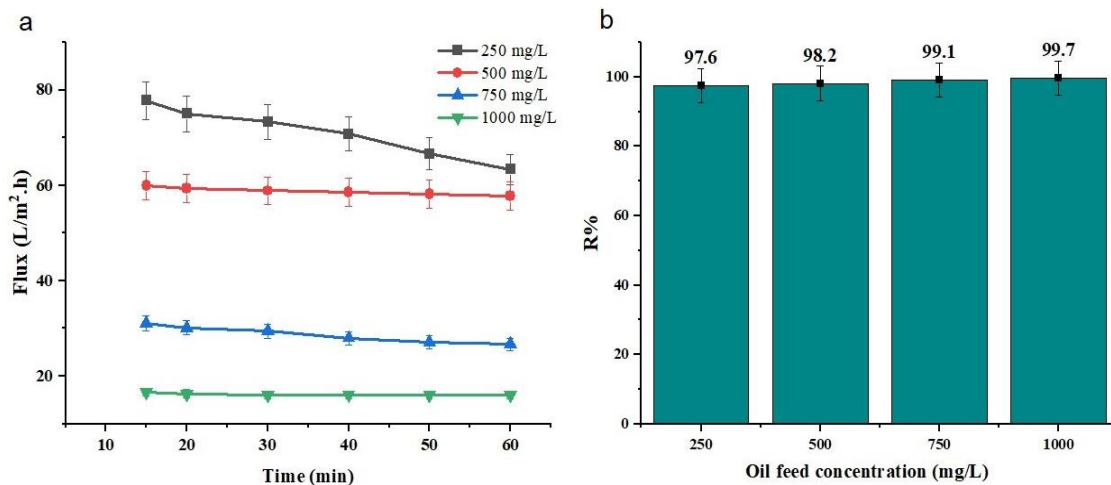 a
250 mg/L
500 mg/L
750 mg/L
1000 mg/L
80
60
40
20
Flux (L/m².h)
10 20 30 40 50 60
Time (min)
b
97.6 98.2 99.1 99.7
100
80
60
40
20
0
R%
250 500 750 1000
Oil feed concentration (mg/L)